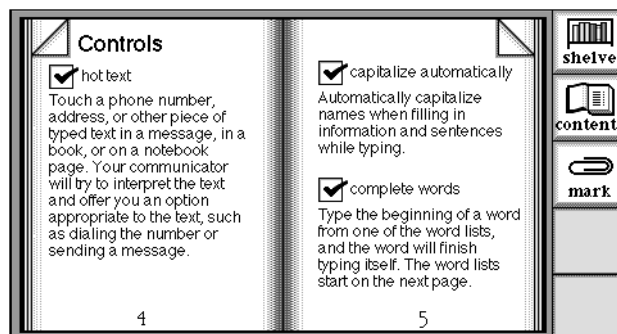 Controls
hot text
Touch a phone number,
address, or other piece of
typed text in a message, in a
book, or on a notebook
page. Your communicator
will try to interpret the text
and offer you an option
appropriate to the text, such
as dialing the number or
sending a message.
4
capitalize automatically
Automatically capitalize
names when filling in
information and sentences
while typing.
complete words
Type the beginning of a word
from one of the word lists,
and the word will finish
typing itself. The word lists
start on the next page.
5
shelve
content
mark